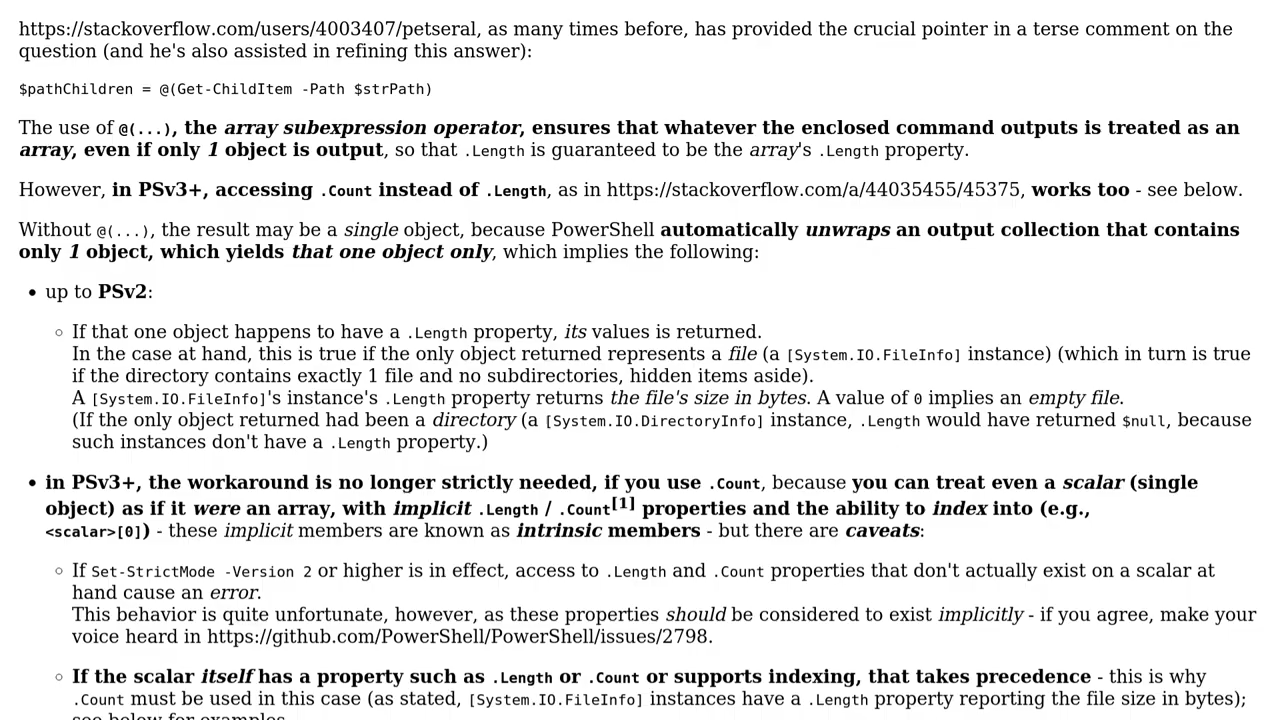 https://stackoverflow.com/users/4003407/petseral, as many times before, has provided the crucial pointer in a terse comment on the
question (and he's also assisted in refining this answer):
$pathChildren = @(Get-ChildItem -Path $strPath)
The use of @(...), the array subexpression operator, ensures that whatever the enclosed command outputs is treated as an
array, even if only 1 object is output, so that .Length is guaranteed to be the array's .Length property.
However, in PSv3+, accessing .Count instead of .Length, as in https://stackoverflow.com/a/44035455/45375, works too - see below.
Without @(...), the result may be a single object, because PowerShell automatically unwraps an output collection that contains
only 1 object, which yields that one object only, which implies the following:
• up to PSv2:
◦ If that one object happens to have a .Length property, its values is returned.
In the case at hand, this is true if the only object returned represents a file (a [System.IO.FileInfo] instance) (which in turn is true
if the directory contains exactly 1 file and no subdirectories, hidden items aside).
A [System.IO.FileInfo]'s instance's .Length property returns the file's size in bytes. A value of 0 implies an empty file.
(If the only object returned had been a directory (a [System.IO.DirectoryInfo] instance, .Length would have returned $null, because
such instances don't have a .Length property.)
• in PSv3+, the workaround is no longer strictly needed, if you use .Count, because you can treat even a scalar (single
object) as if it were an array, with implicit .Length / .Count[1] properties and the ability to index into (e.g.,
<scalar>[0]) - these implicit members are known as intrinsic members - but there are caveats:
◦ If Set-StrictMode -Version 2 or higher is in effect, access to .Length and .Count properties that don't actually exist on a scalar at
hand cause an error.
This behavior is quite unfortunate, however, as these properties should be considered to exist implicitly - if you agree, make your
voice heard in https://github.com/PowerShell/PowerShell/issues/2798.
◦ If the scalar itself has a property such as .Length or .Count or supports indexing, that takes precedence - this is why
.Count must be used in this case (as stated, [System.IO.FileInfo] instances have a .Length property reporting the file size in bytes);
see below for examples.